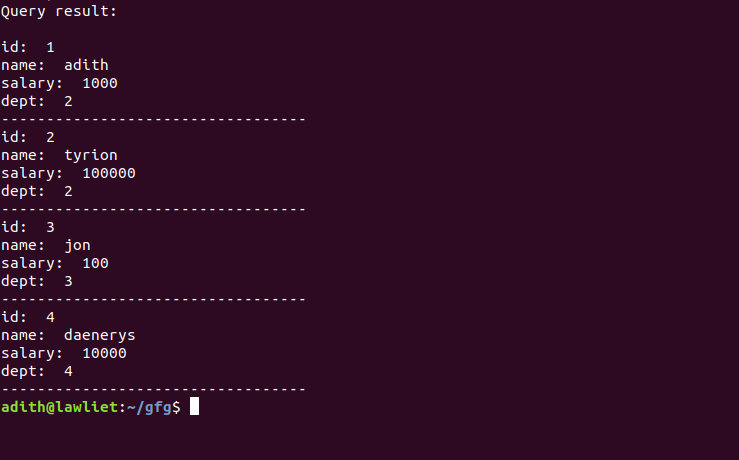 Query result:

id:  1
name:  adith
salary:  1000
dept:  2
----------------------------------
id:  2
name:  tyrion
salary:  100000
dept:  2
----------------------------------
id:  3
name:  jon
salary:  100
dept:  3
----------------------------------
id:  4
name:  daenerys
salary:  10000
dept:  4
----------------------------------
adith@lawliet:~/gfg$